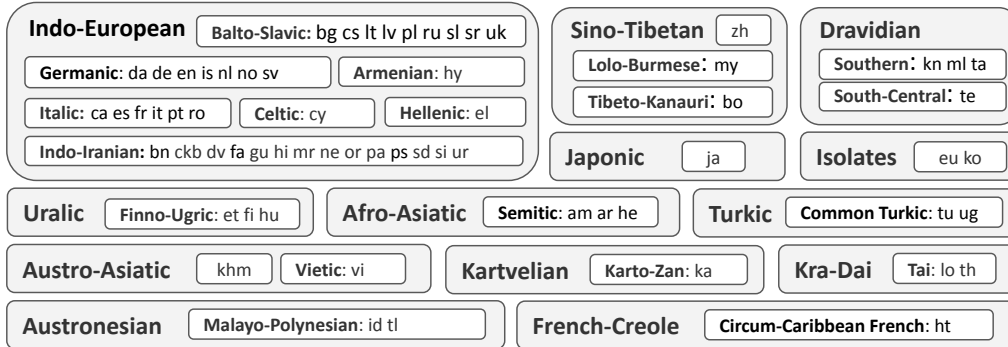 Indo-European
Balto-Slavic: bg cs lt lv pl ru sl sr uk
Germanic: da de en is nl no sv
Armenian: hy
Italic: ca es fr it pt ro
Celtic: cy
Hellenic: el
Indo-Iranian: bn ckb dv fa gu hi mr ne or pa ps sd si ur
Sino-Tibetan
zh
Lolo-Burmese: my
Tibeto-Kanauri: bo
Dravidian
Southern: kn ml ta
South-Central: te
Japonic
ja
Isolates
eu ko
Uralic
Finno-Ugric: et fi hu
Afro-Asiatic
Semitic: am ar he
Turkic
Common Turkic: tu ug
Austro-Asiatic
khm
Vietic: vi
Kartvelian
Karto-Zan: ka
Kra-Dai
Tai: lo th
Austronesian
Malayo-Polynesian: id tl
French-Creole
Circum-Caribbean French: ht